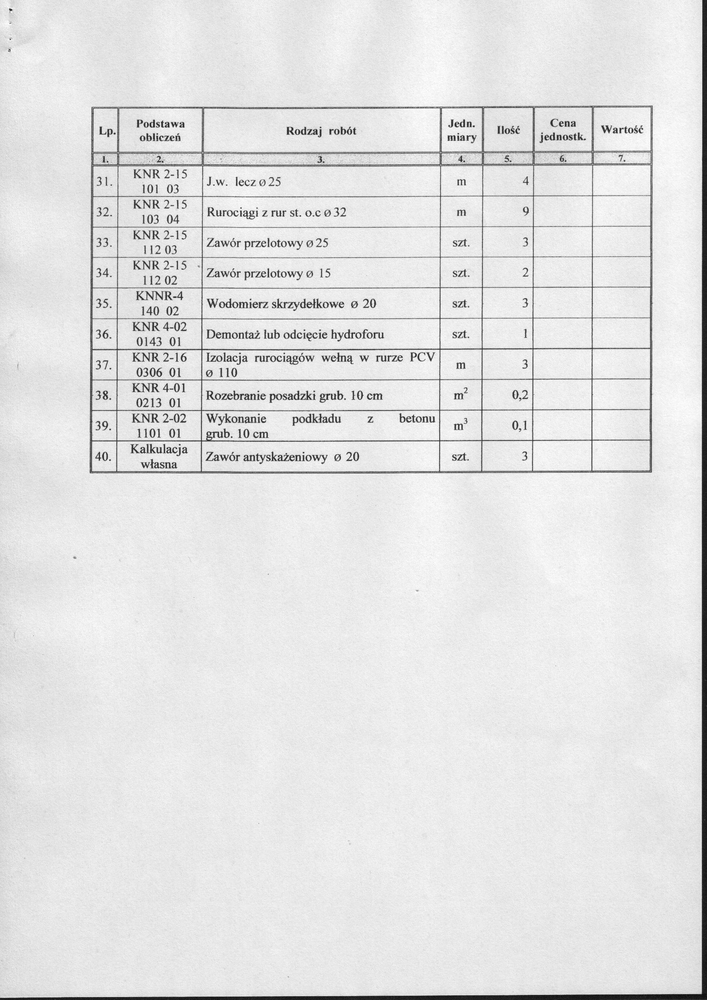 Lp. Podstawa obliczeń Rodzaj robót Jedn. miary Ilość Cena jednostk. Wartość
1. 2. 3. 4. 5. 6. 7.
31. KNR 2-15 101 03 J.w. lecz ø 25 m 4
32. KNR 2-15 103 04 Rurociągi z rur st. o.c ø 32 m 9
33. KNR 2-15 112 03 Zawór przelotowy ø 25 szt. 3
34. KNR 2-15 112 02 Zawór przelotowy ø 15 szt. 2
35. KNNR-4 140 02 Wodomierz skrzydełkowe ø 20 szt. 3
36. KNR 4-02 0143 01 Demontaż lub odcięcie hydroforu szt. 1
37. KNR 2-16 0306 01 Izolacja rurociągów wełną w rurze PCV ø 110 m 3
38. KNR 4-01 0213 01 Rozebranie posadzki grub. 10 cm m² 0,2
39. KNR 2-02 1101 01 Wykonanie podkładu z betonu grub. 10 cm m³ 0,1
40. Kalkulacja własna Zawór antyskażeniowy ø 20 szt. 3